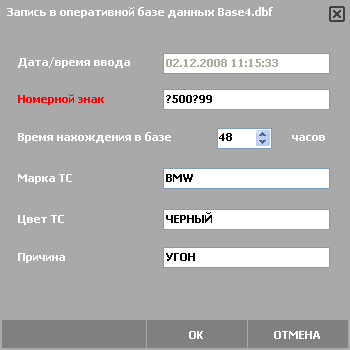 Запись в оперативной базе данных Base4.dbf
Дата/время ввода 02.12.2008 11:15:33
Номерной знак ?500?99
Время нахождения в базе 48 часов
Марка ТС BMW
Цвет ТС ЧЕРНЫЙ
Причина УГОН
ОК ОТМЕНА